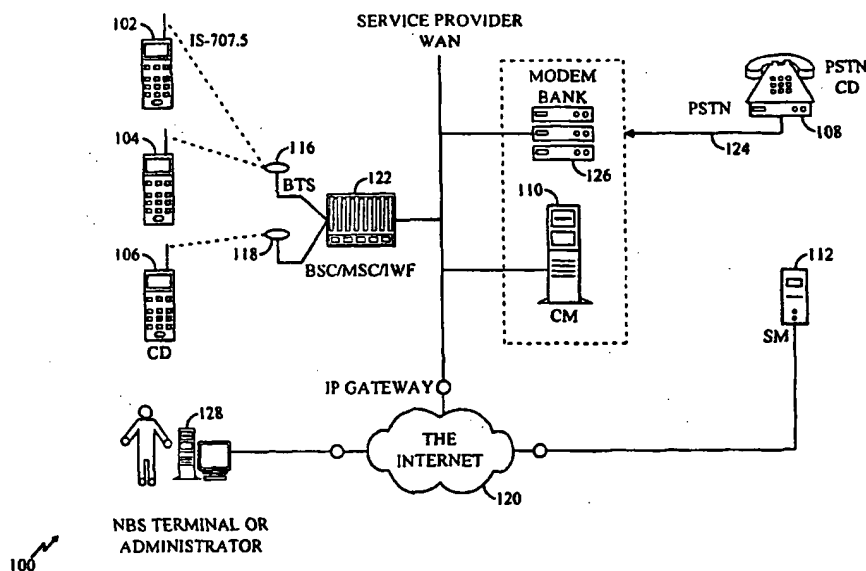 102
IS-707.5
SERVICE PROVIDER
WAN
MODEM
BANK
PSTN
CD
PSTN
108
124
126
104
116
BTS
122
110
112
106
118
BSC/MSC/IWF
CD
CM
SM
IP GATEWAY
128
THE
INTERNET
120
NBS TERMINAL OR
ADMINISTRATOR
100